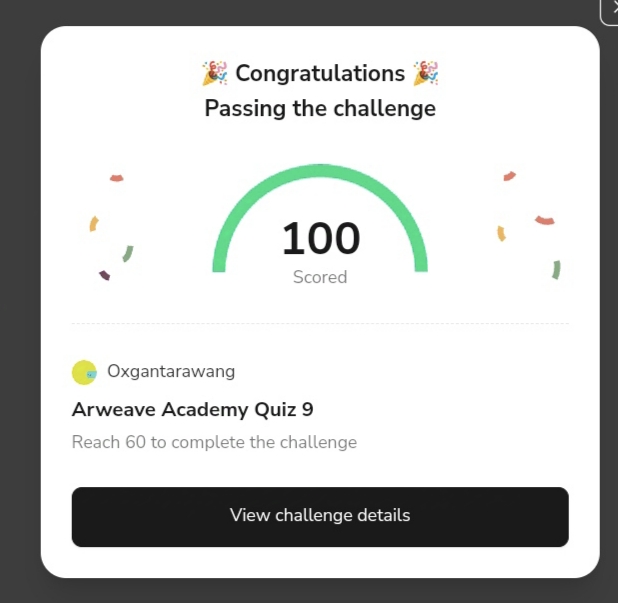 🎉 Congratulations 🎉
Passing the challenge
100
Scored
Oxgantarawang
Arweave Academy Quiz 9
Reach 60 to complete the challenge
View challenge details